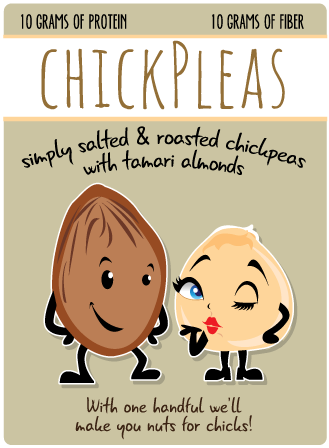 10 GRAMS OF PROTEIN 10 GRAMS OF FIBER
CHICKPLEAS
simply salted & roasted chickpeas
with tamari almonds
With one handful we'll
make you nuts for chicks!